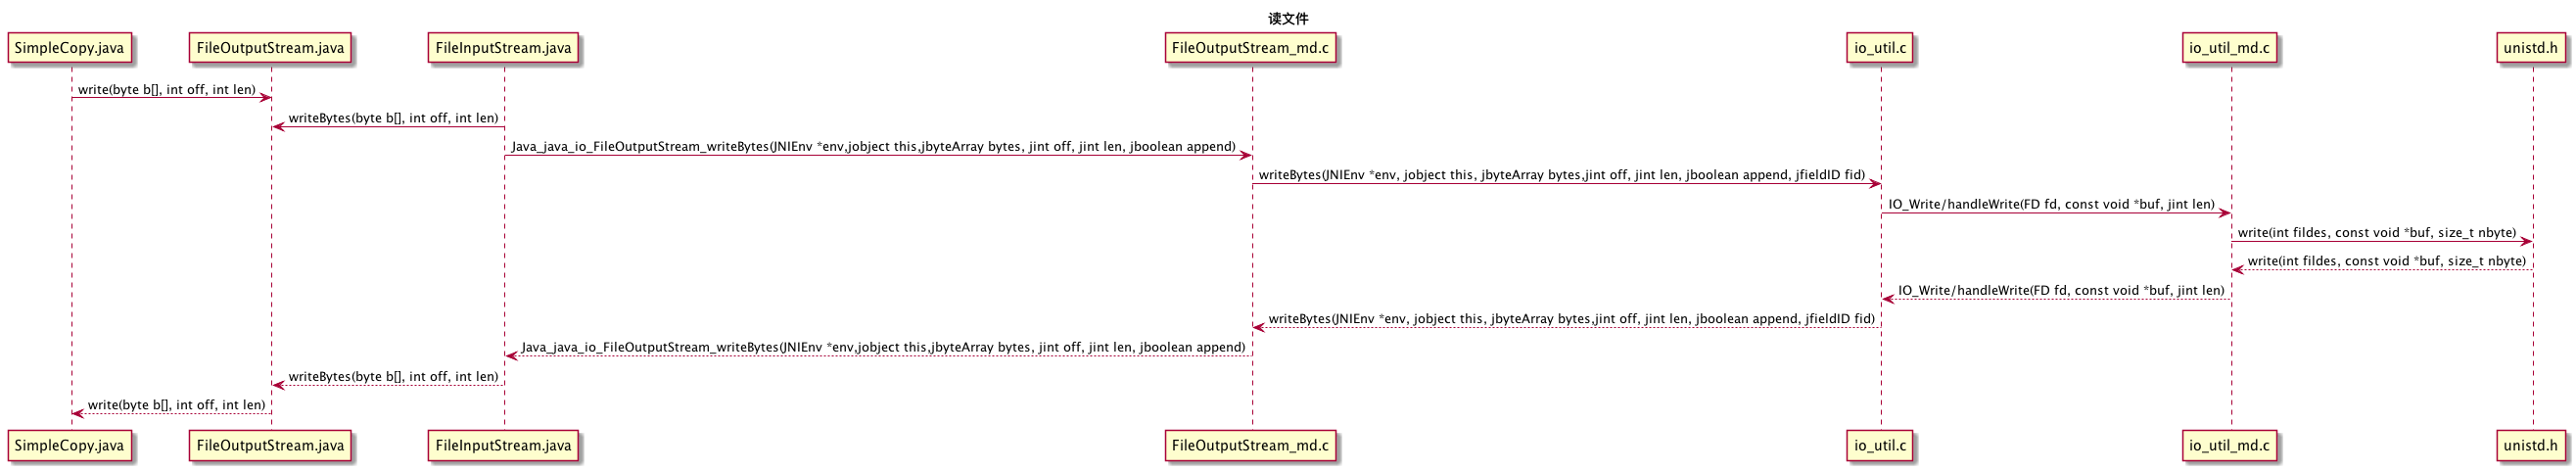 读文件
SimpleCopy.java FileOutputStream.java FileInputStream.java FileOutputStream_md.c io_util.c io_util_md.c unistd.h
write(byte b[], int off, int len)
writeBytes(byte b[], int off, int len)
Java_java_io_FileOutputStream_writeBytes(JNIEnv *env,jobject this,jbyteArray bytes, jint off, jint len, jboolean append)
writeBytes(JNIEnv *env, jobject this, jbyteArray bytes,jint off, jint len, jboolean append, jfieldID fid)
IO_Write/handleWrite(FD fd, const void *buf, jint len)
write(int fildes, const void *buf, size_t nbyte)
write(int fildes, const void *buf, size_t nbyte)
IO_Write/handleWrite(FD fd, const void *buf, jint len)
writeBytes(JNIEnv *env, jobject this, jbyteArray bytes,jint off, jint len, jboolean append, jfieldID fid)
Java_java_io_FileOutputStream_writeBytes(JNIEnv *env,jobject this,jbyteArray bytes, jint off, jint len, jboolean append)
writeBytes(byte b[], int off, int len)
write(byte b[], int off, int len)
SimpleCopy.java FileOutputStream.java FileInputStream.java FileOutputStream_md.c io_util.c io_util_md.c unistd.h